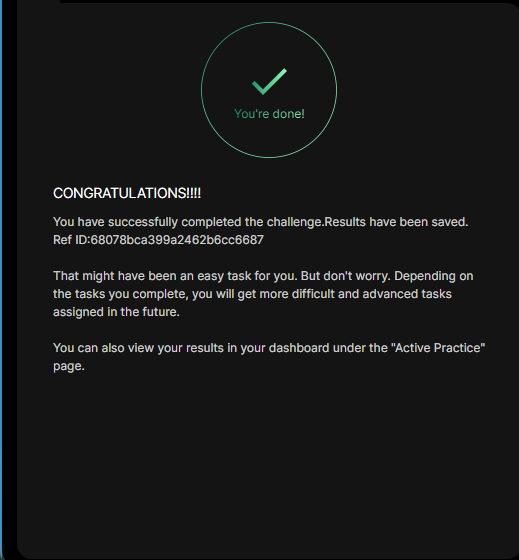 You're done!
CONGRATULATIONS!!!!
You have successfully completed the challenge.Results have been saved.
Ref ID:68078bca399a2462b6cc6687
That might have been an easy task for you. But don't worry. Depending on
the tasks you complete, you will get more difficult and advanced tasks
assigned in the future.
You can also view your results in your dashboard under the "Active Practice"
page.